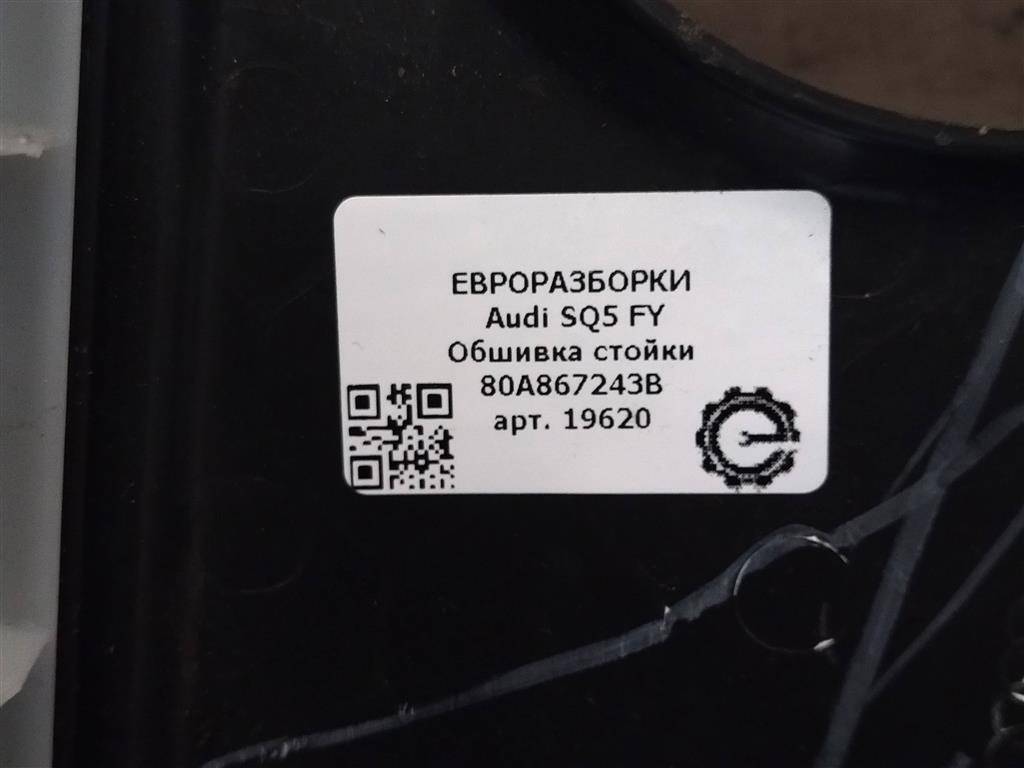 ЕВРОРАЗБОРКИ
Audi SQ5 FY
Обшивка стойки
80A867243B
арт. 19620